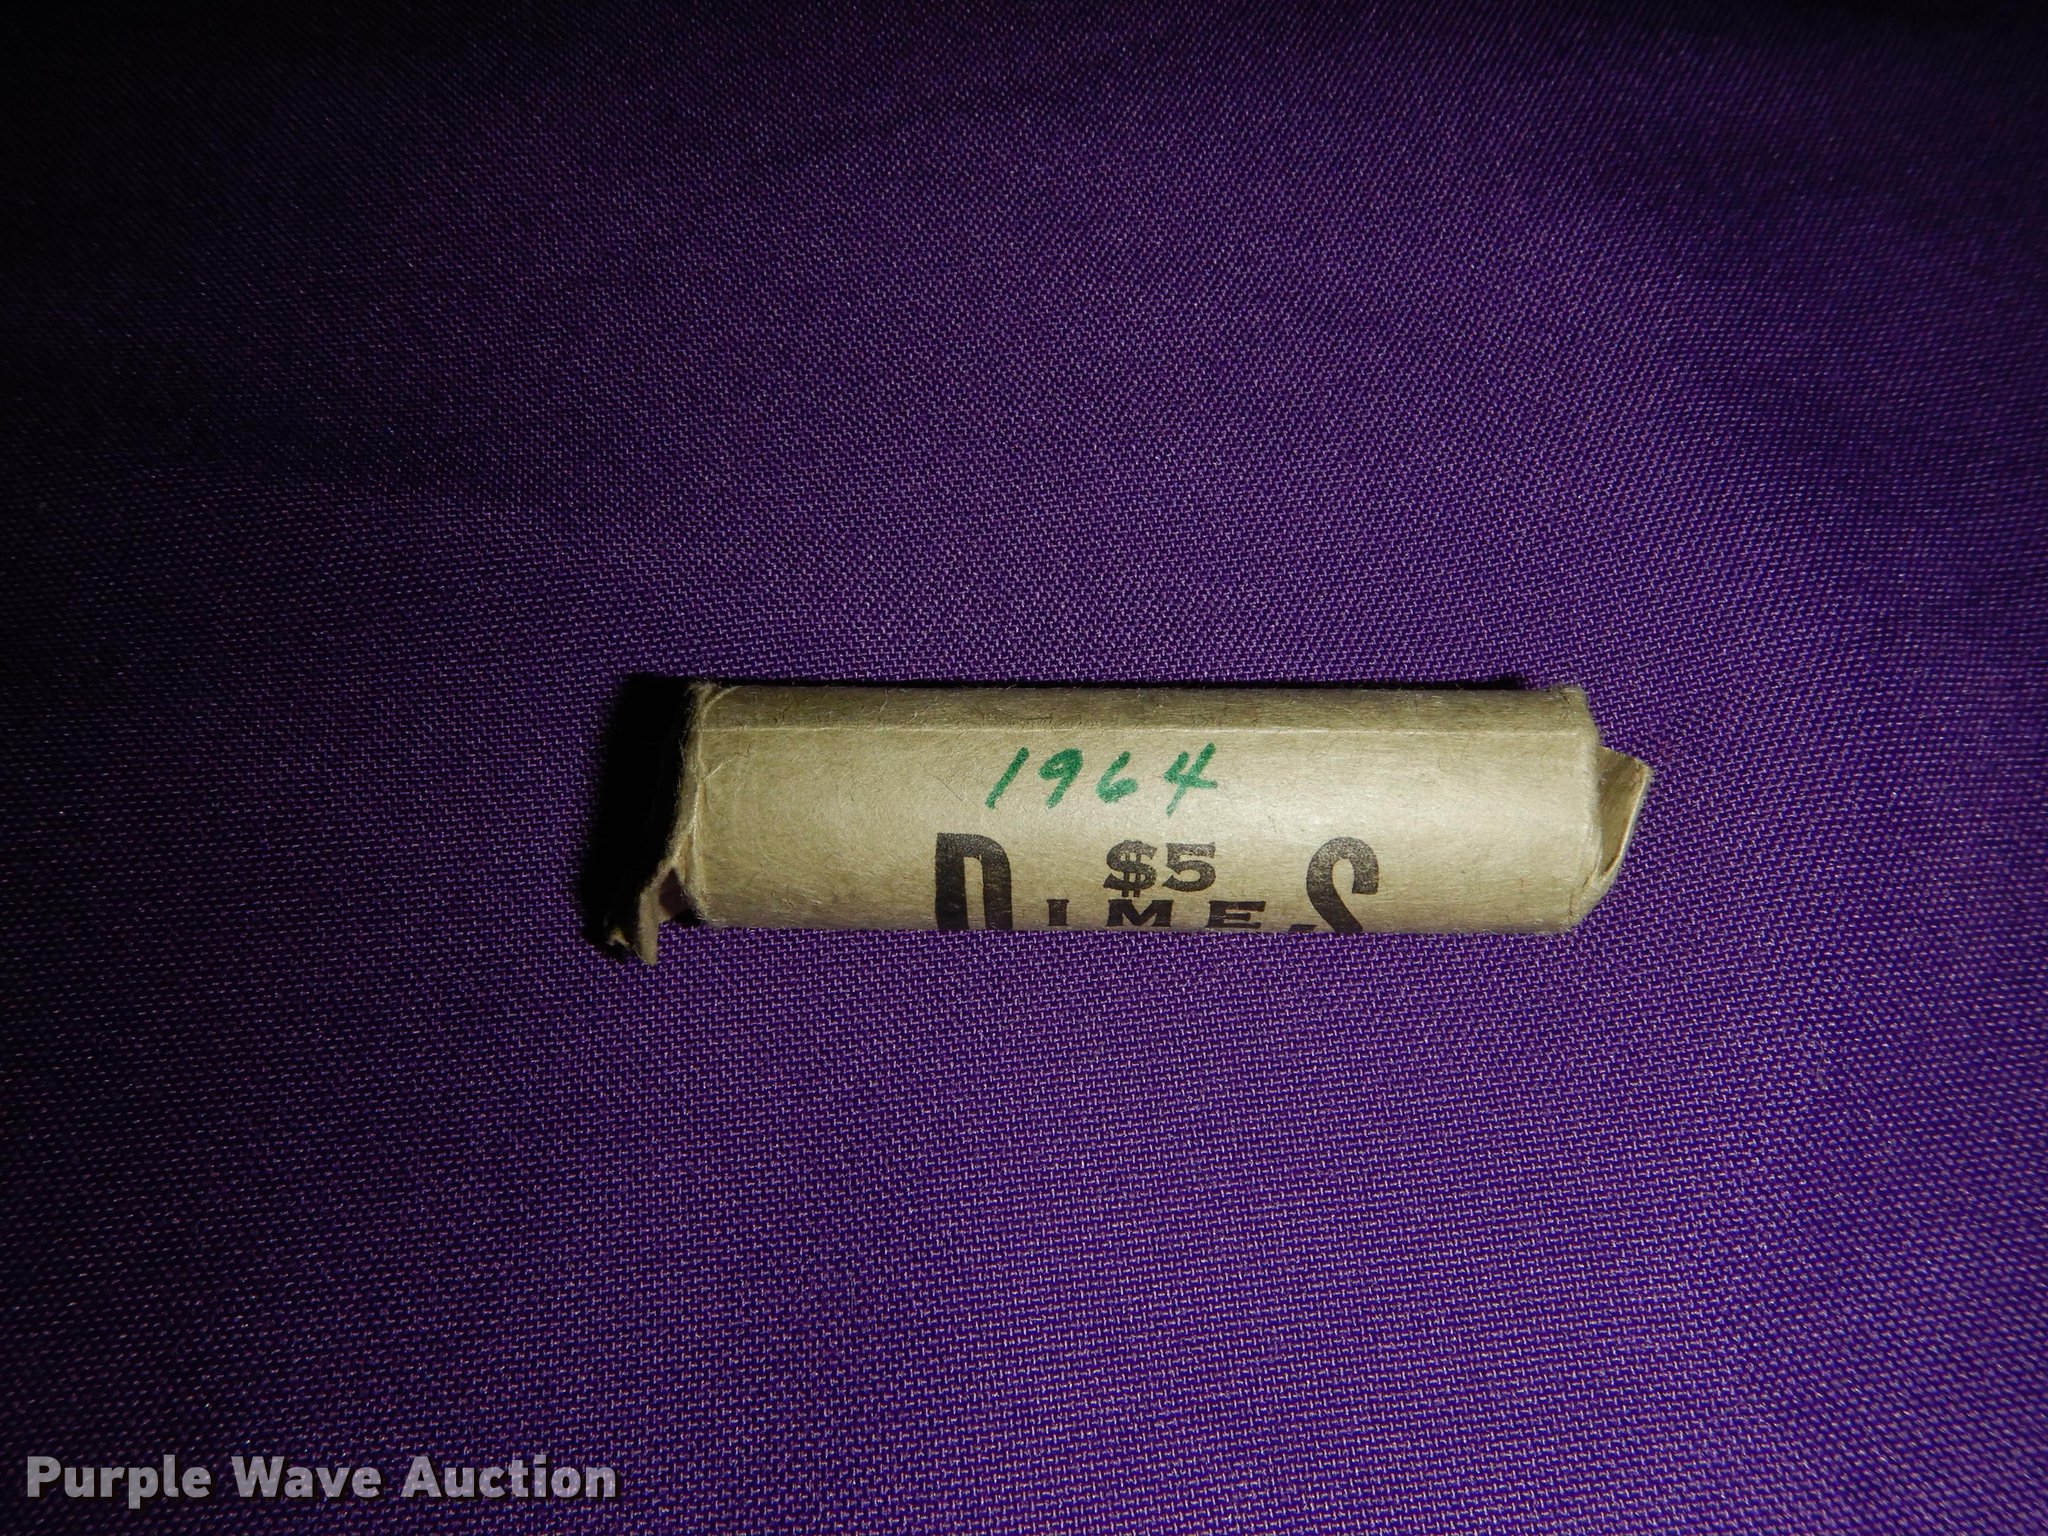 1964
$5
DIMES
Purple Wave Auction